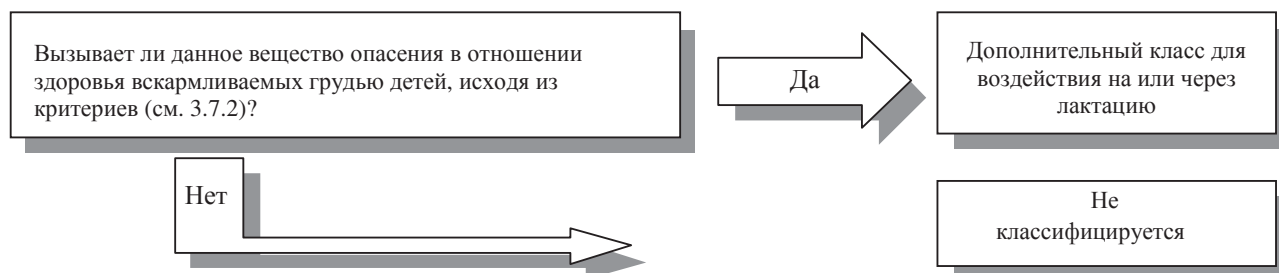 Вызывает ли данное вещество опасения в отношении
здоровья вскармливаемых грудью детей, исходя из
критериев (см. 3.7.2)?
Да
Дополнительный класс для
воздействия на или через
лактацию
Нет
Не
классифицируется